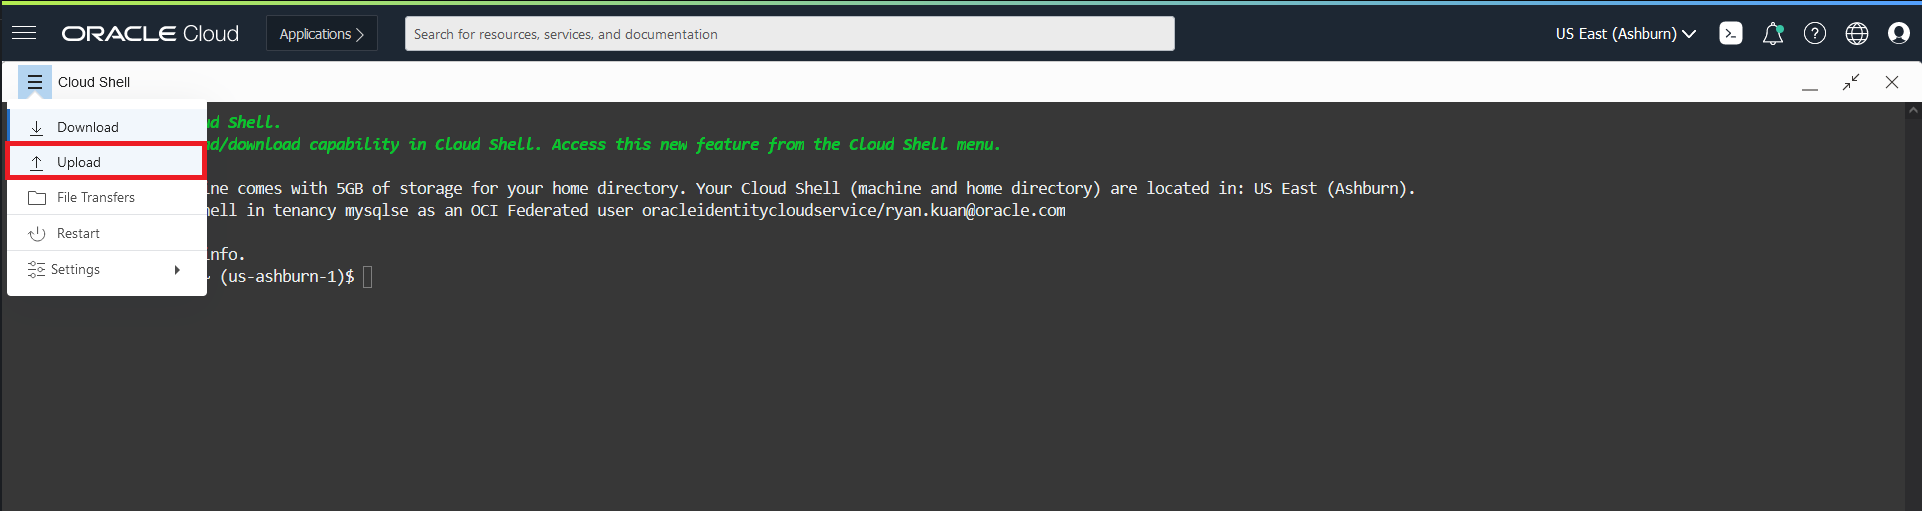 ORACLE Cloud
Applications
Search for resources, services, and documentation
US East (Ashburn)
Cloud Shell
Download
Upload
File Transfers
Restart
Settings
Shell.
/download capability in Cloud Shell. Access this new feature from the Cloud Shell menu.
ine comes with 5GB of storage for your home directory. Your Cloud Shell (machine and home directory) are located in: US East (Ashburn).
hell in tenancy mysqlse as an OCI Federated user oracleidentitycloudservice/ryan.kuan@oracle.com
info.
~ (us-ashburn-1)$